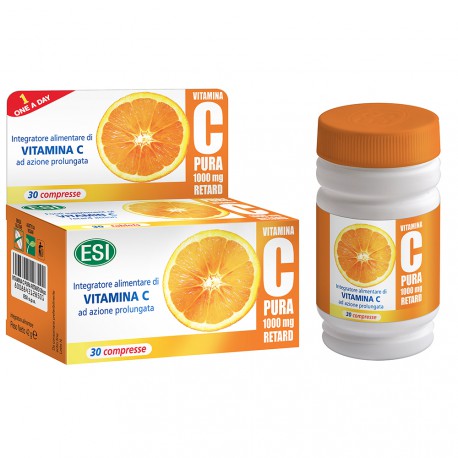 1
ONE A DAY
Integratore alimentare di
VITAMINA C
ad azione prolungata
30 compresse
VITAMINA
C
PURA
1000 mg
RETARD
ESI
Integratore alimentare di
VITAMINA C
ad azione prolungata
30 compresse
VITAMINA
C
PURA
1000 mg
RETARD
VITAMINA
C
PURA
1000 mg
RETARD
Integratore alimentare di
VITAMINA C
ad azione prolungata
30 compresse